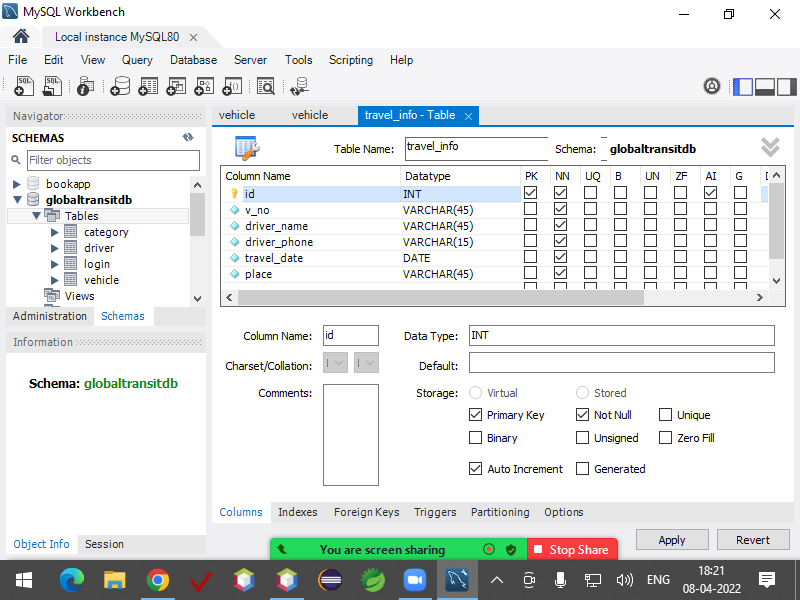 MySQL Workbench
Local instance MySQL80
File Edit View Query Database Server Tools Scripting Help
Navigator
SCHEMAS
Filter objects
bookapp
globaltransitdb
Tables
category
driver
login
vehicle
Views
Administration Schemas
Information
Schema: globaltransitdb
Object Info Session
vehicle vehicle travel_info - Table
Table Name: travel_info Schema: globaltransitdb
Column Name Datatype PK NN UQ B UN ZF AI G
id INT
v_no VARCHAR(45)
driver_name VARCHAR(45)
driver_phone VARCHAR(15)
travel_date DATE
place VARCHAR(45)
Column Name: id Data Type: INT
Charset/Collation: Default:
Comments: Storage: Virtual Stored
Primary Key Not Null Unique
Binary Unsigned Zero Fill
Auto Increment Generated
Columns Indexes Foreign Keys Triggers Partitioning Options
Apply Revert
You are screen sharing Stop Share
ENG 18:21
08-04-2022